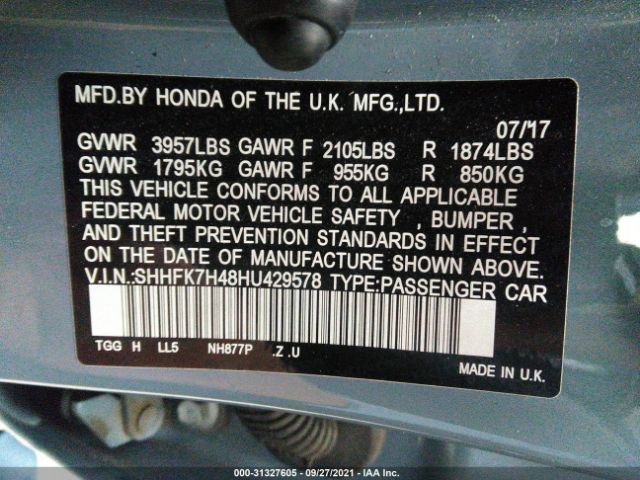 MFD.BY HONDA OF THE U.K. MFG.,LTD.
07/17
GVWR 3957LBS GAWR F 2105LBS R 1874LBS
GVWR 1795KG GAWR F 955KG R 850KG
THIS VEHICLE CONFORMS TO ALL APPLICABLE
FEDERAL MOTOR VEHICLE SAFETY , BUMPER ,
AND THEFT PREVENTION STANDARDS IN EFFECT
ON THE DATE OF MANUFACTURE SHOWN ABOVE.
V.I.N.:SHHFK7H48HU429578 TYPE:PASSENGER CAR
TGG H LL5 NH877P .Z .U
MADE IN U.K.
000-31327605 - 09/27/2021 - IAA Inc.